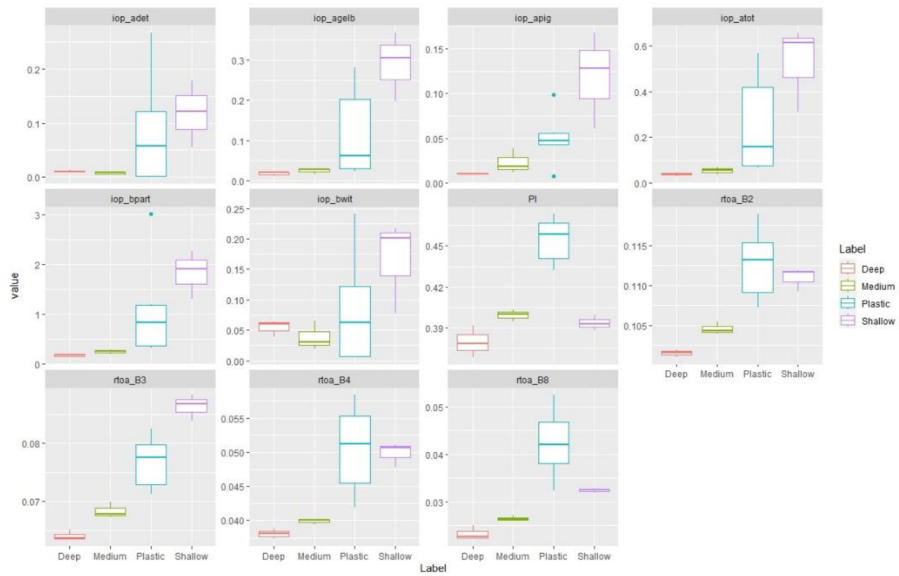 iop_adet iop_agelb iop_apig iop_atot
0.2 0.1 0.0
0.3 0.2 0.1 0.0
0.15 0.10 0.05 0.00
0.6 0.4 0.2 0.0
iop_bpart iop_bwit PI rtoa_B2
3 2 1 0
0.25 0.20 0.15 0.10 0.05 0.00
0.45 0.42 0.39
0.115 0.110 0.105
Deep Medium Plastic Shallow
value
Label
Deep
Medium
Plastic
Shallow
rtoa_B3 rtoa_B4 rtoa_B8
0.08 0.07
0.055 0.050 0.045 0.040
0.05 0.04 0.03
Deep Medium Plastic Shallow Deep Medium Plastic Shallow Deep Medium Plastic Shallow
Label